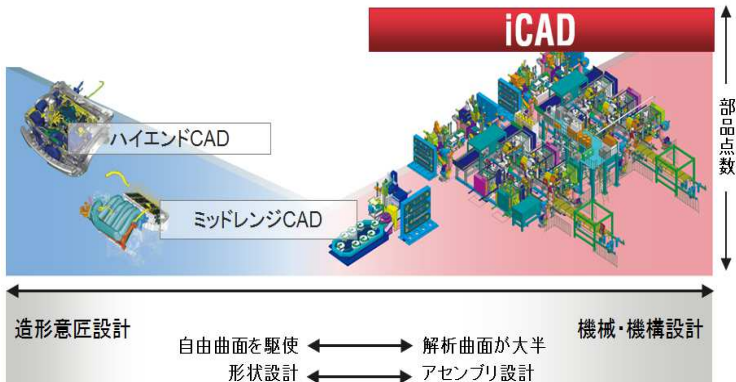 iCAD
部品点数
ハイエンドCAD
ミッドレンジCAD
造形意匠設計
機械・機構設計
自由曲面を駆使
解析曲面が大半
形状設計
アセンブリ設計